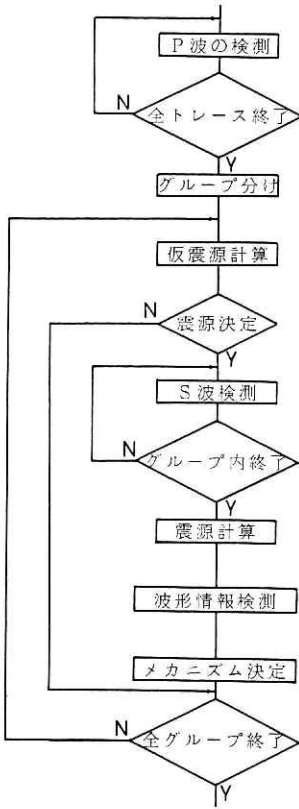 P波の検測
N
全トレース終了
Y
グループ分け
仮震源計算
N
震源決定
Y
S波検測
N
グループ内終了
Y
震源計算
波形情報検測
メカニズム決定
N
全グループ終了
Y